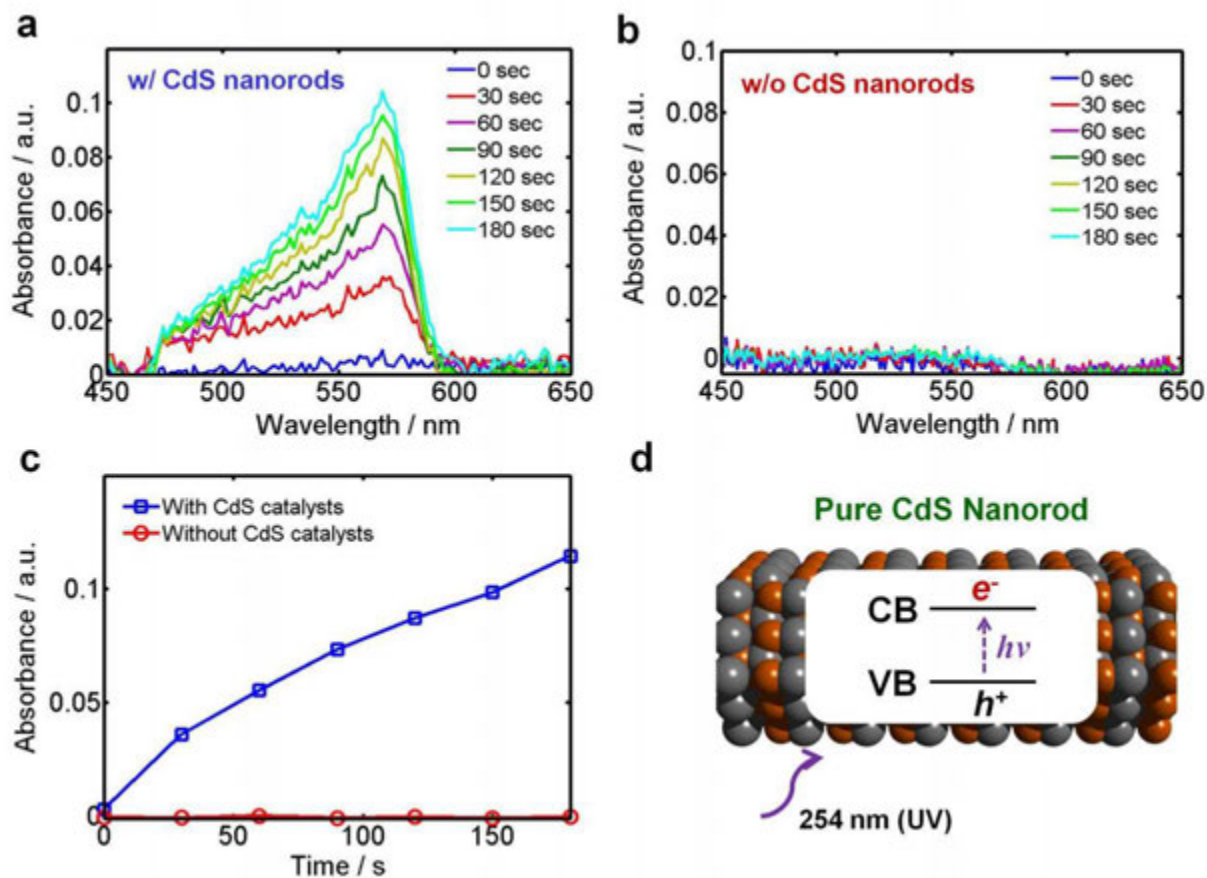 a
w/ CdS nanorods
0 sec
30 sec
60 sec
90 sec
120 sec
150 sec
180 sec
0.1
0.08
0.06
0.04
0.02
0
450 500 550 600 650
Absorbance / a.u.
Wavelength / nm
b
w/o CdS nanorods
0 sec
30 sec
60 sec
90 sec
120 sec
150 sec
180 sec
0.1
0.08
0.06
0.04
0.02
0
450 500 550 600 650
Absorbance / a.u.
Wavelength / nm
c
With CdS catalysts
Without CdS catalysts
0.1
0.05
0
0 50 100 150
Absorbance / a.u.
Time / s
d
Pure CdS Nanorod
CB e-
hν
VB
h+
254 nm (UV)